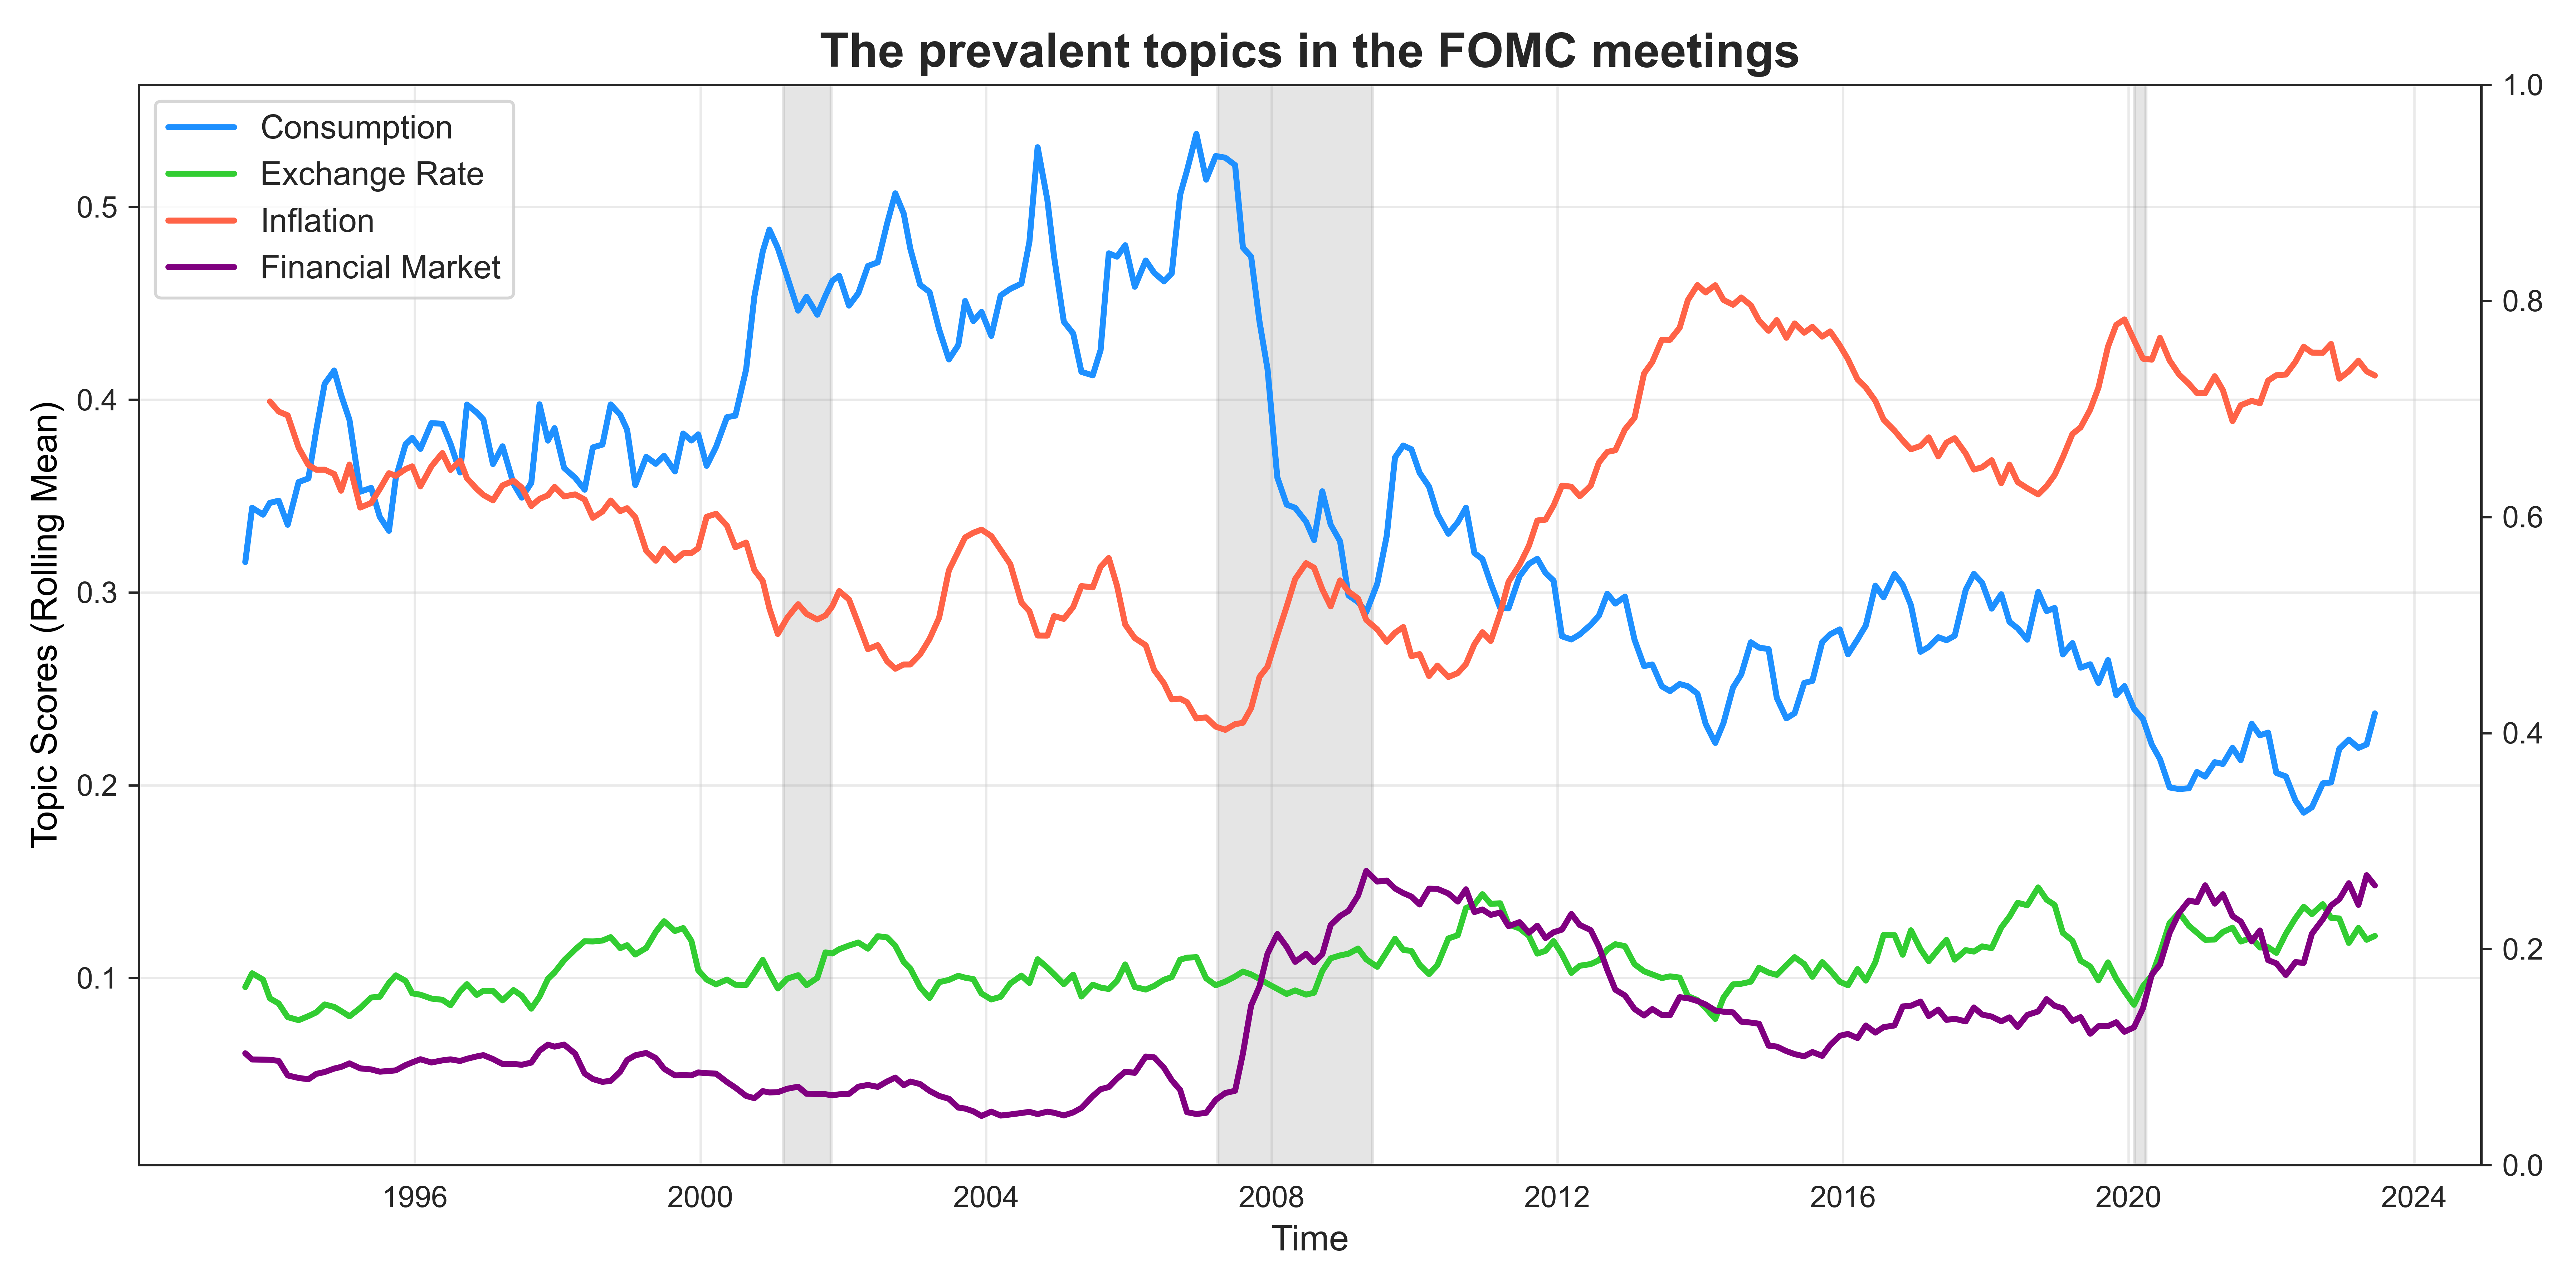 The prevalent topics in the FOMC meetings
Consumption
Exchange Rate
Inflation
Financial Market
Topic Scores (Rolling Mean)
0.5
0.4
0.3
0.2
0.1
1.0
0.8
0.6
0.4
0.2
0.0
1996 2000 2004 2008 2012 2016 2020 2024
Time